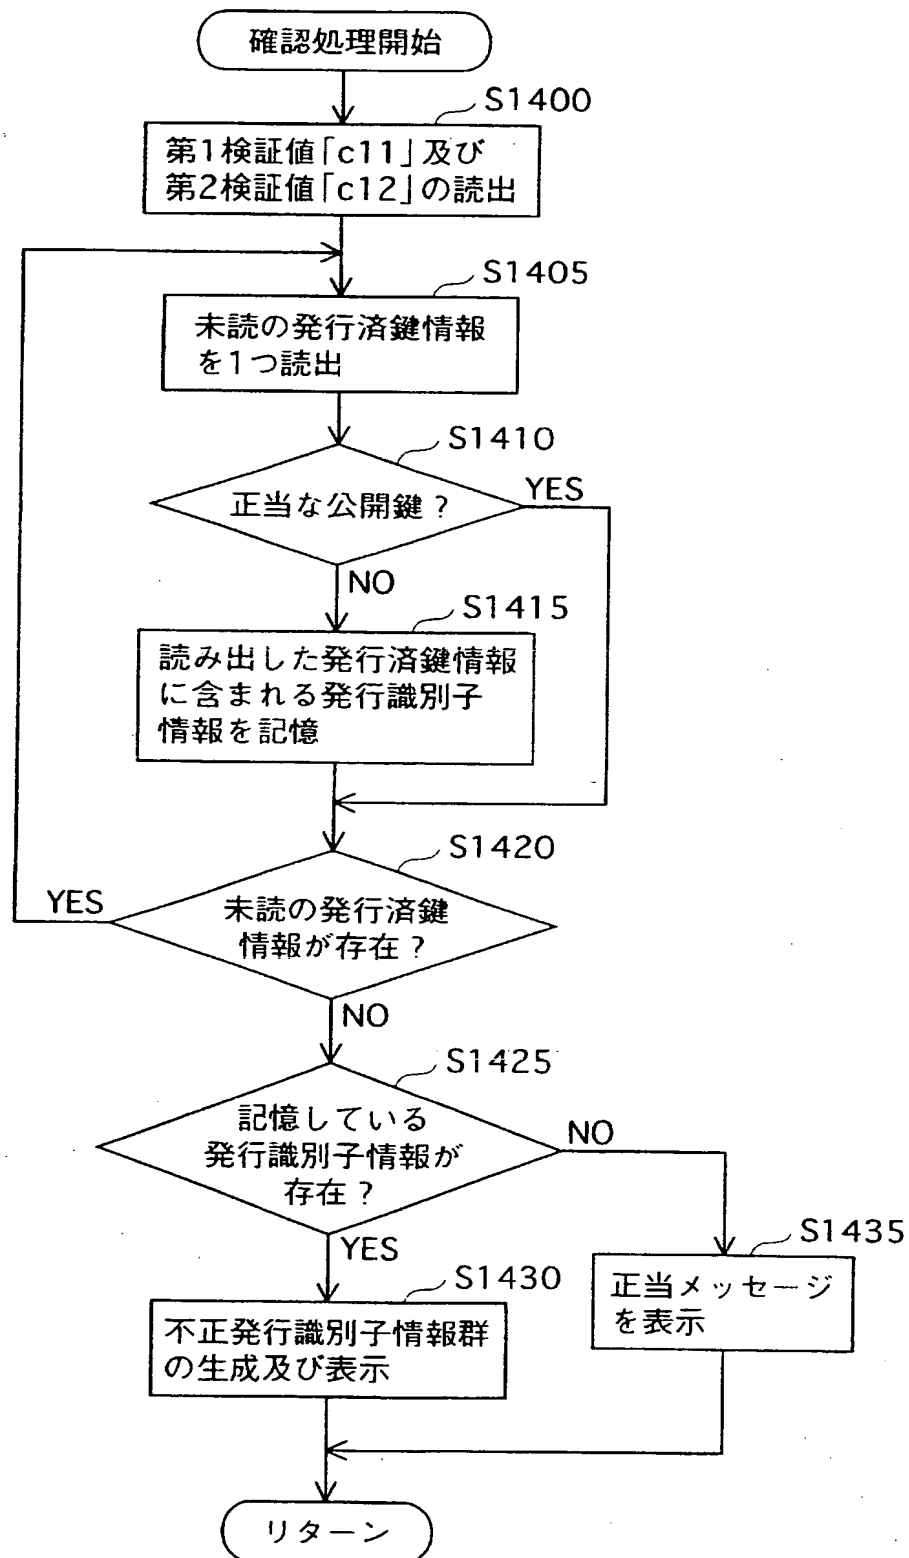 確認処理開始
S1400
第1検証値「c11」及び
第2検証値「c12」の読出
S1405
未読の発行済鍵情報
を1つ読出
S1410
正当な公開鍵？
YES
NO
S1415
読み出した発行済鍵情報
に含まれる発行識別子
情報を記憶
S1420
YES
未読の発行済鍵
情報が存在？
NO
S1425
記憶している
発行識別子情報が
存在？
NO
YES
S1435
正当メッセージ
を表示
S1430
不正発行識別子情報群
の生成及び表示
リターン